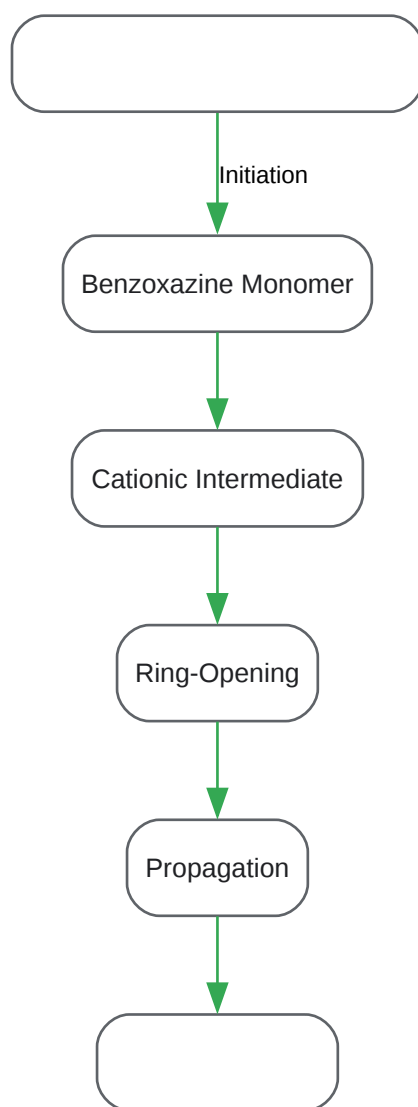 Initiation
Benzoxazine Monomer
Cationic Intermediate
Ring-Opening
Propagation